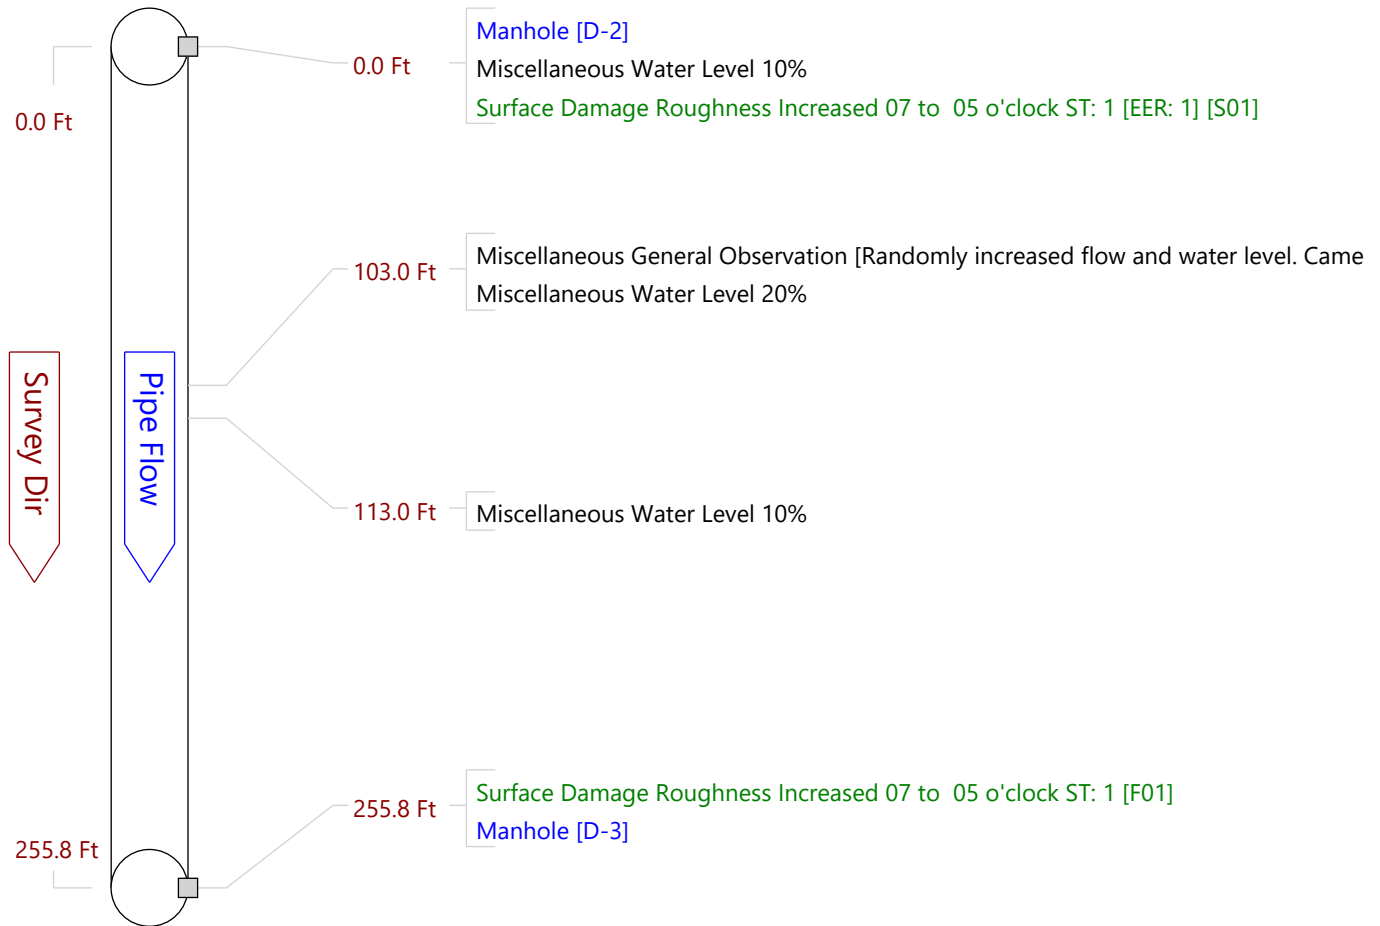 Manhole [D-2]
0.0 Ft
Miscellaneous Water Level 10%
Surface Damage Roughness Increased 07 to  05 o'clock ST: 1 [EER: 1] [S01]
0.0 Ft
Miscellaneous General Observation [Randomly increased flow and water level. Came
103.0 Ft
Miscellaneous Water Level 20%
Survey Dir
Pipe Flow
113.0 Ft
Miscellaneous Water Level 10%
Surface Damage Roughness Increased 07 to  05 o'clock ST: 1 [F01]
255.8 Ft
Manhole [D-3]
255.8 Ft